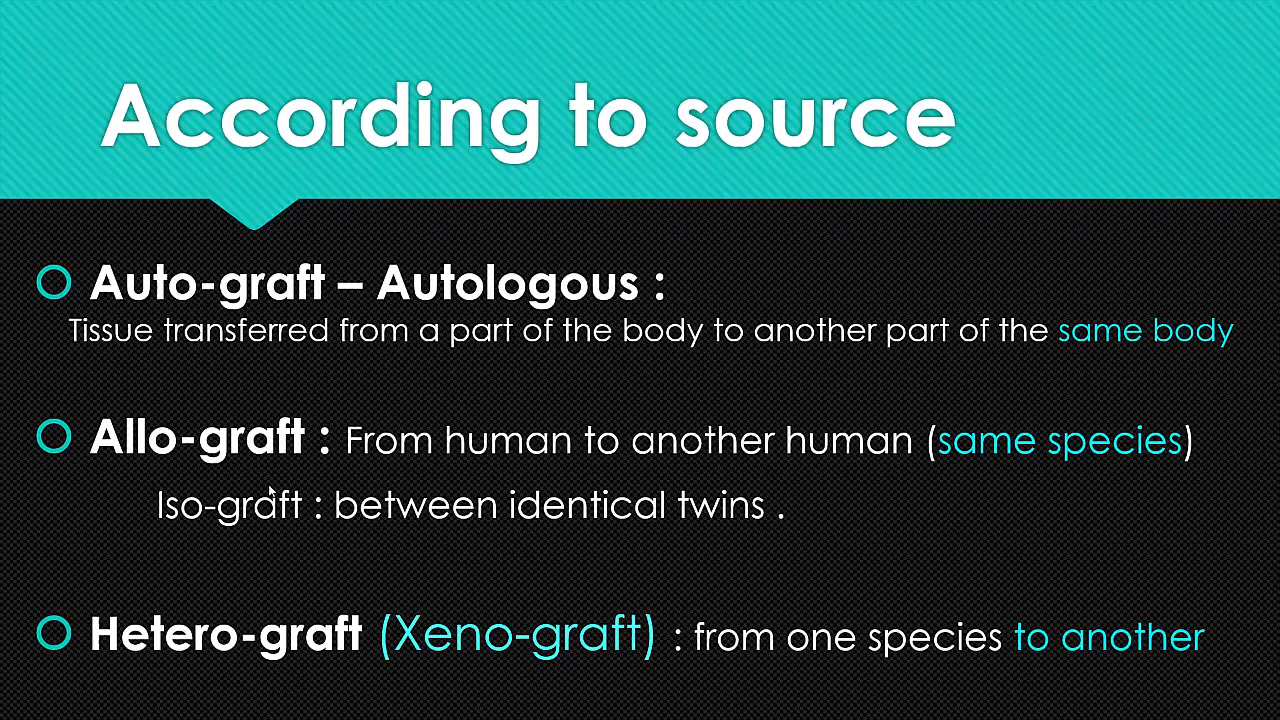 According to source
Auto-graft – Autologous :
Tissue transferred from a part of the body to another part of the same body
Allo-graft : From human to another human (same species)
Iso-graft : between identical twins .
Hetero-graft (Xeno-graft) : from one species to another